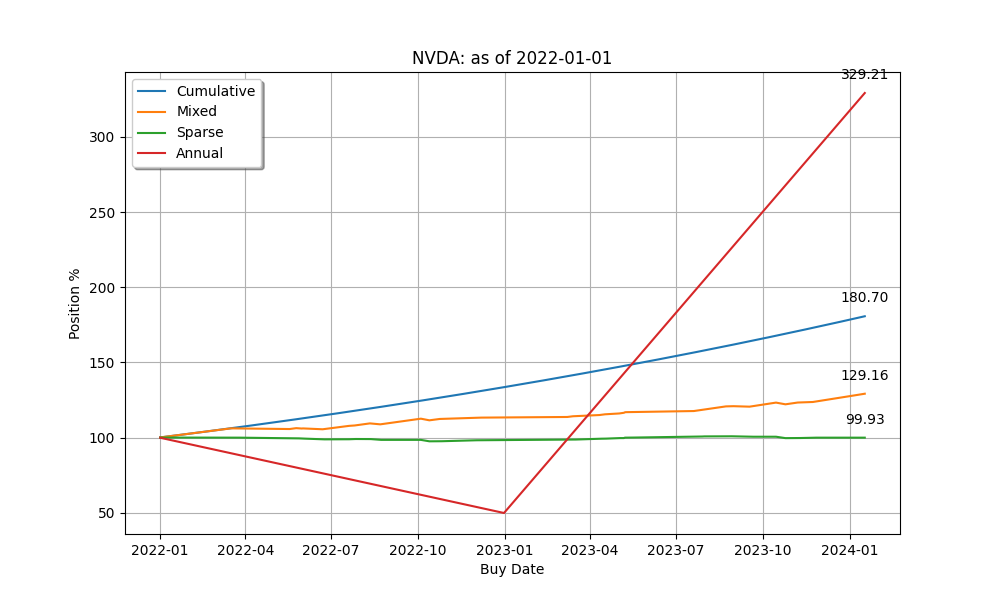 NVDA: as of 2022-01-01
Cumulative
Mixed
Sparse
Annual
329.21
180.70
129.16
99.93
300
250
200
150
100
50
Position %
2022-01 2022-04 2022-07 2022-10 2023-01 2023-04 2023-07 2023-10 2024-01
Buy Date